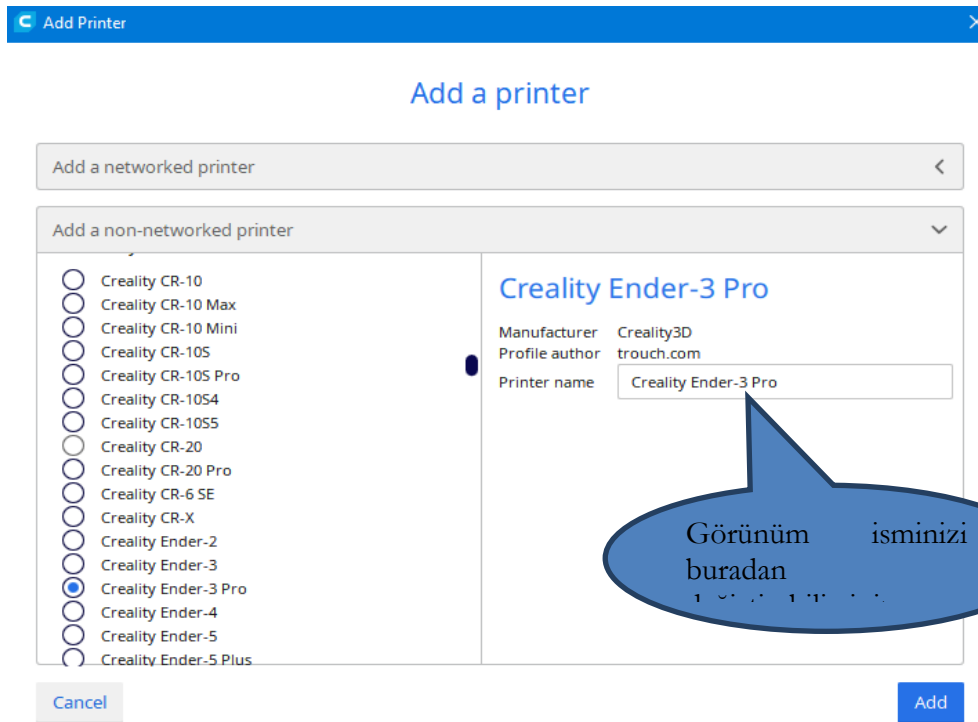 Add Printer
Add a printer
Add a networked printer
Add a non-networked printer
Creality CR-10
Creality CR-10 Max
Creality CR-10 Mini
Creality CR-10S
Creality CR-10S Pro
Creality CR-10S4
Creality CR-10S5
Creality CR-20
Creality CR-20 Pro
Creality CR-6 SE
Creality CR-X
Creality Ender-2
Creality Ender-3
Creality Ender-3 Pro
Creality Ender-4
Creality Ender-5
Creality Ender-5 Plus
Creality Ender-3 Pro
Manufacturer Creality3D
Profile author trouch.com
Printer name Creality Ender-3 Pro
Görünüm isminizi
buradan
Cancel
Add